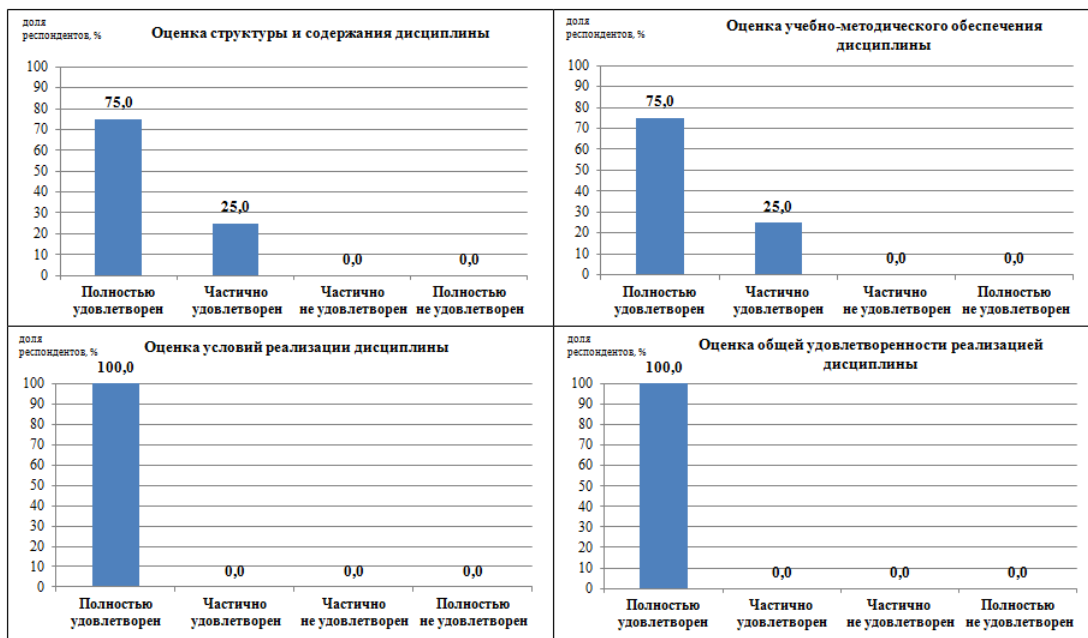 доля
респондентов, %
Оценка структуры и содержания дисциплины
100
90
80
70
60
50
40
30
20
10
0
75,0
25,0
0,0
0,0
Полностью удовлетворен
Частично удовлетворен
Частично не удовлетворен
Полностью не удовлетворен
доля
респондентов, %
Оценка учебно-методического обеспечения
дисциплины
100
90
80
70
60
50
40
30
20
10
0
75,0
25,0
0,0
0,0
Полностью удовлетворен
Частично удовлетворен
Частично не удовлетворен
Полностью не удовлетворен
доля
респондентов, %
Оценка условий реализации дисциплины
100
90
80
70
60
50
40
30
20
10
0
100,0
0,0
0,0
0,0
Полностью удовлетворен
Частично удовлетворен
Частично не удовлетворен
Полностью не удовлетворен
доля
респондентов, %
Оценка общей удовлетворенности реализацией
дисциплины
100
90
80
70
60
50
40
30
20
10
0
100,0
0,0
0,0
0,0
Полностью удовлетворен
Частично удовлетворен
Частично не удовлетворен
Полностью не удовлетворен